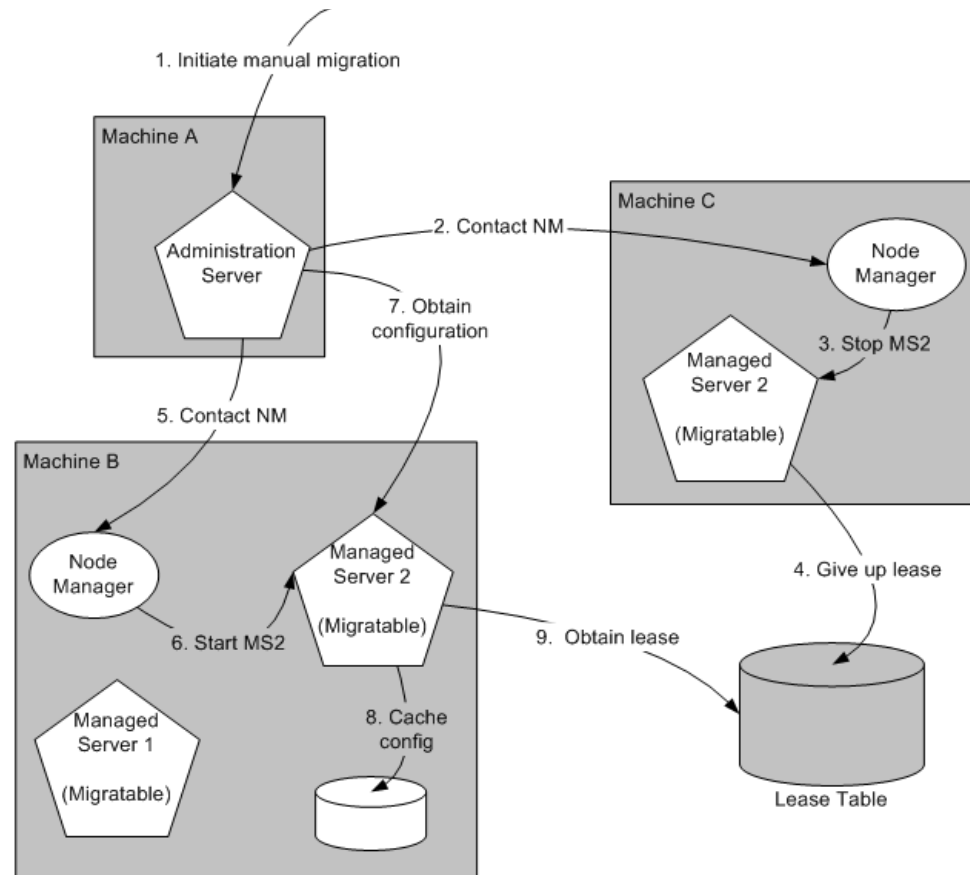 1. Initiate manual migration
Machine A
Administration
Server
Machine C
2. Contact NM
Node
Manager
7. Obtain
configuration
3. Stop MS2
Managed
Server 2
(Migratable)
5. Contact NM
Machine B
Node
Manager
Managed
Server 2
(Migratable)
4. Give up lease
6. Start MS2
9. Obtain lease
Managed
Server 1
(Migratable)
8. Cache
config
Lease Table